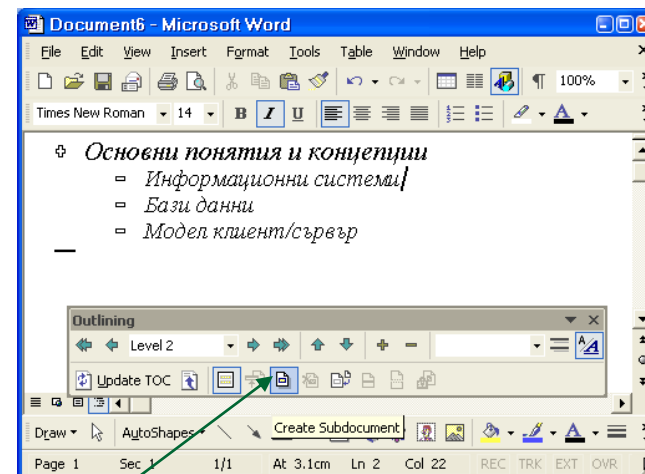 Document6 - Microsoft Word
File Edit View Insert Format Tools Table Window Help
100%
Times New Roman 14 B I U A
Основни понятия и концепции
Информационни системи
Бази данни
Модел клиент/сървър
Outlining
Level 2
Update TOC
Create Subdocument
Draw AutoShapes A
Page 1 Sec 1 1/1 At 3.1cm Ln 2 Col 22 REC TRK EXT OVR